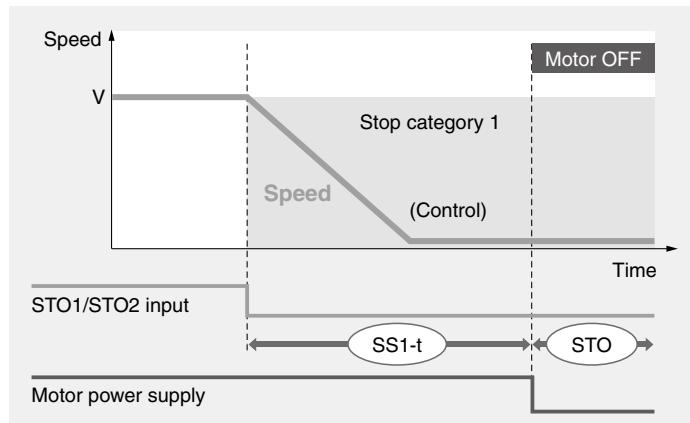 Speed
Motor OFF
V
Stop category 1
Speed
(Control)
Time
STO1/STO2 input
SS1-t
STO
Motor power supply